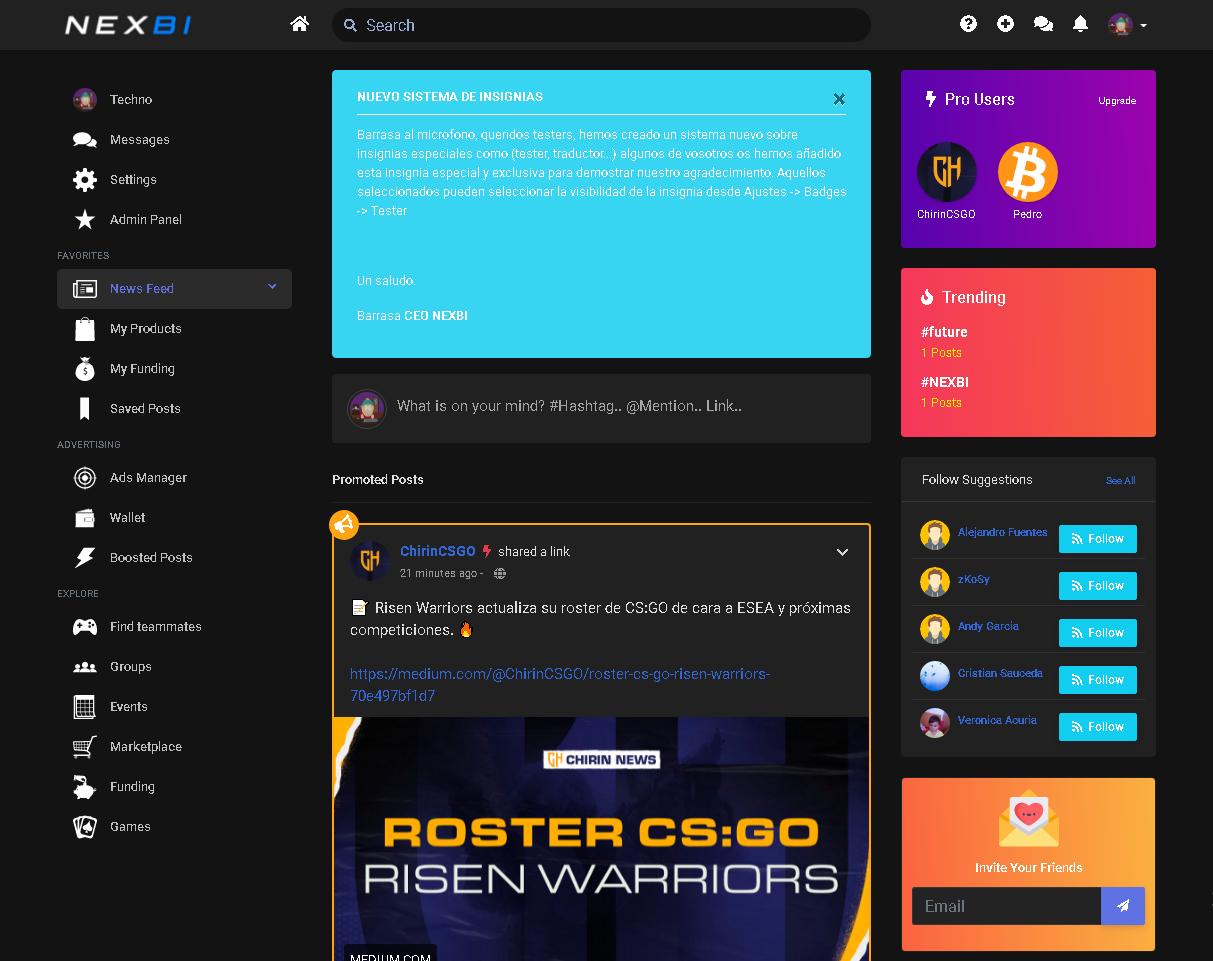 NEXBI
Search
Techno
Messages
Settings
Admin Panel
FAVORITES
News Feed
My Products
My Funding
Saved Posts
ADVERTISING
Ads Manager
Wallet
Boosted Posts
EXPLORE
Find teammates
Groups
Events
Marketplace
Funding
Games
NUEVO SISTEMA DE INSIGNIAS
Barrasa al microfono, queridos testers, hemos creado un sistema nuevo sobre
insignias especiales como (tester, traductor...) algunos de vosotros os hemos añadido
esta insignia especial y exclusiva para demostrar nuestro agradecimiento. Aquellos
seleccionados pueden seleccionar la visibilidad de la insignia desde Ajustes -> Badges
-> Tester
Un saludo.
Barrasa CEO NEXBI
What is on your mind? #Hashtag.. @Mention.. Link..
Promoted Posts
ChirinCSGO shared a link
21 minutes ago -
📝 Risen Warriors actualiza su roster de CS:GO de cara a ESEA y próximas
competiciones. 🔥
https://medium.com/@ChirinCSGO/roster-cs-go-risen-warriors-
70e497bf1d7
CHIRIN NEWS
ROSTER CS:GO
RISEN WARRIORS
MEDIUM.COM
Pro Users
Upgrade
ChirinCSGO
Pedro
Trending
#future
1 Posts
#NEXBI
1 Posts
Follow Suggestions
See All
Alejandro Fuentes
Follow
zKoSy
Follow
Andy Garcia
Follow
Cristian Sauceda
Follow
Veronica Acuria
Follow
Invite Your Friends
Email